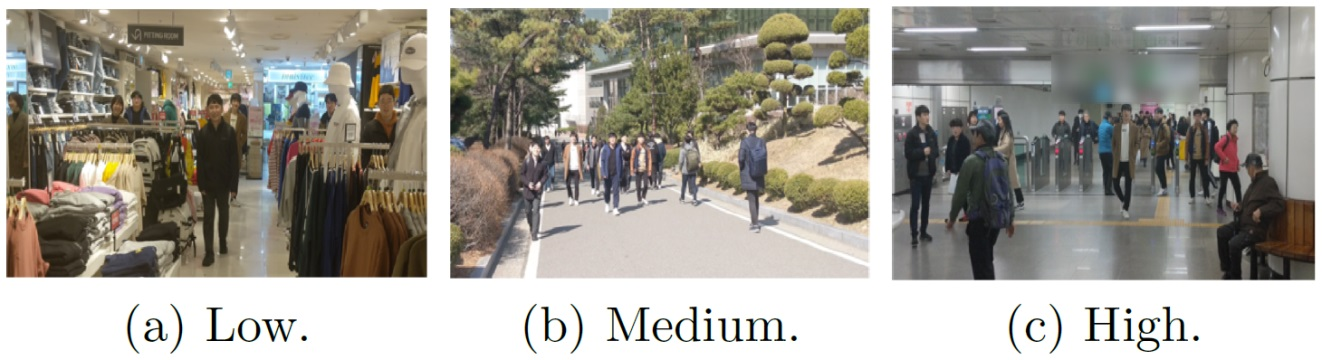 FITTING ROOM
(a) Low.
(b) Medium.
(c) High.